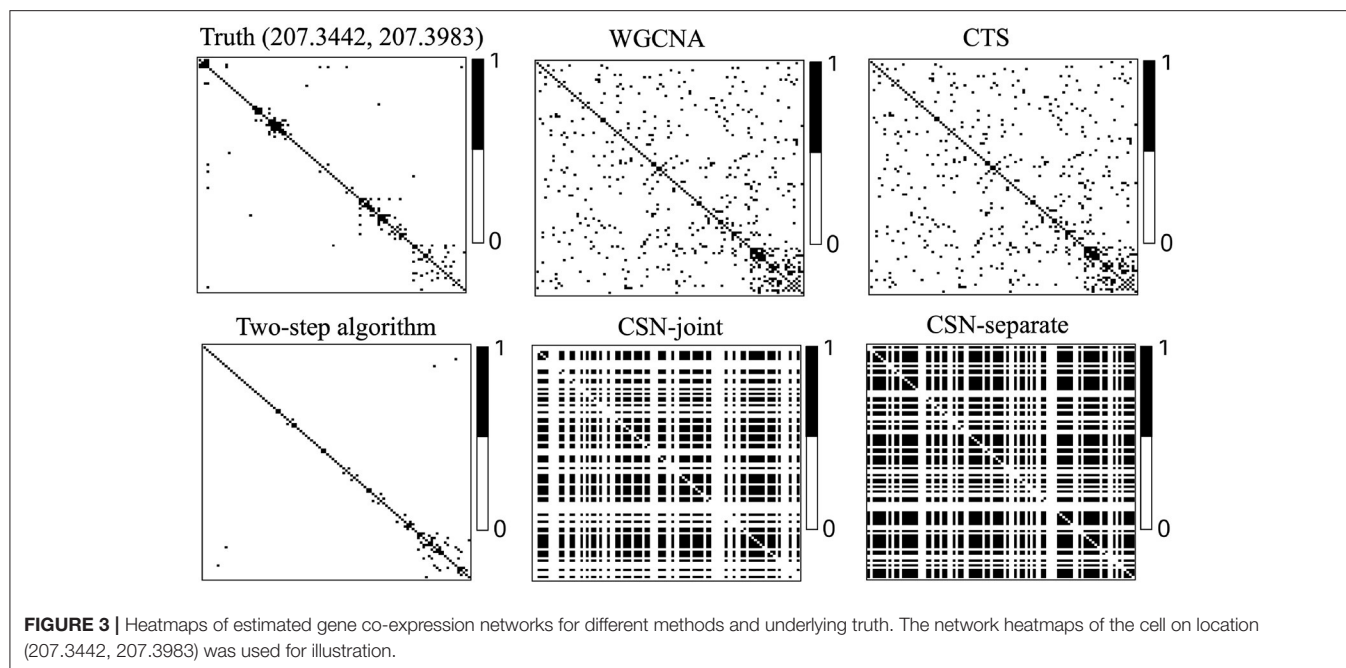 Truth (207.3442, 207.3983)
WGCNA
CTS
1
0
1
0
1
0
Two-step algorithm
CSN-joint
CSN-separate
1
0
1
0
1
0
FIGURE 3 | Heatmaps of estimated gene co-expression networks for different methods and underlying truth. The network heatmaps of the cell on location
(207.3442, 207.3983) was used for illustration.